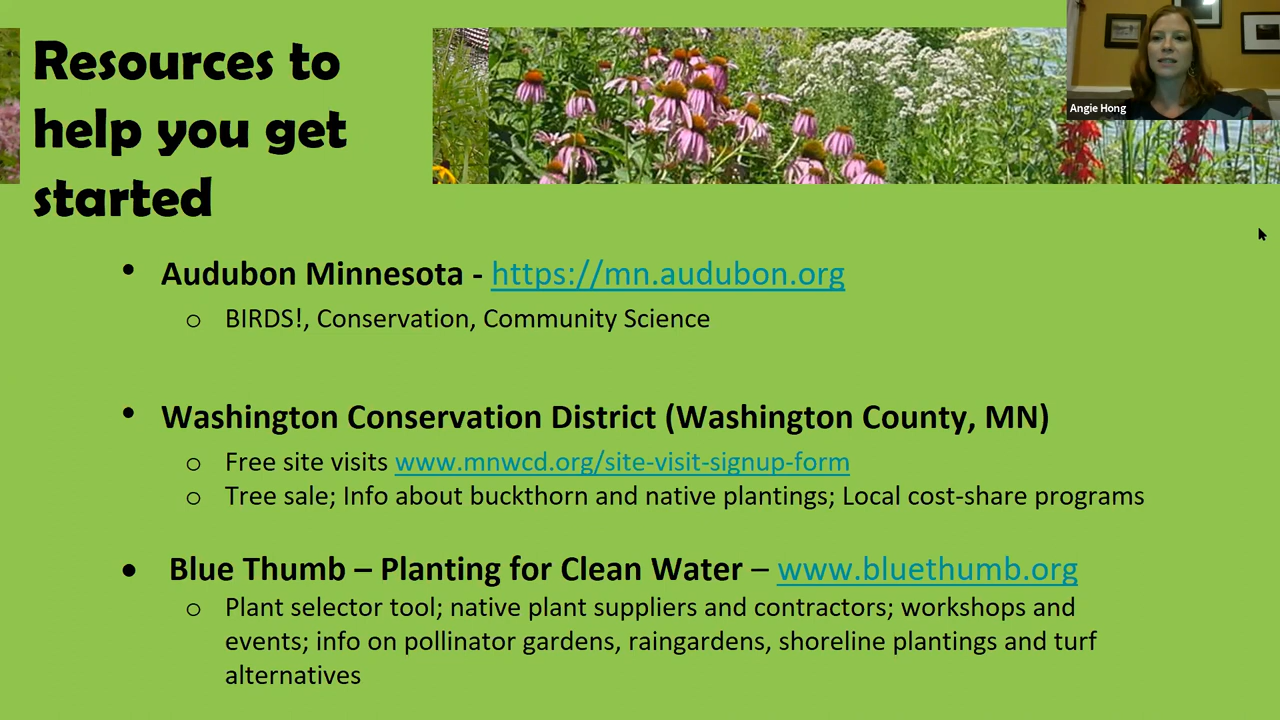 Resources to
help you get
started
Angie Hong
• Audubon Minnesota - https://mn.audubon.org
o BIRDS!, Conservation, Community Science
• Washington Conservation District (Washington County, MN)
o Free site visits www.mnwcd.org/site-visit-signup-form
o Tree sale; Info about buckthorn and native plantings; Local cost-share programs
• Blue Thumb – Planting for Clean Water – www.bluethumb.org
o Plant selector tool; native plant suppliers and contractors; workshops and
events; info on pollinator gardens, raingardens, shoreline plantings and turf
alternatives